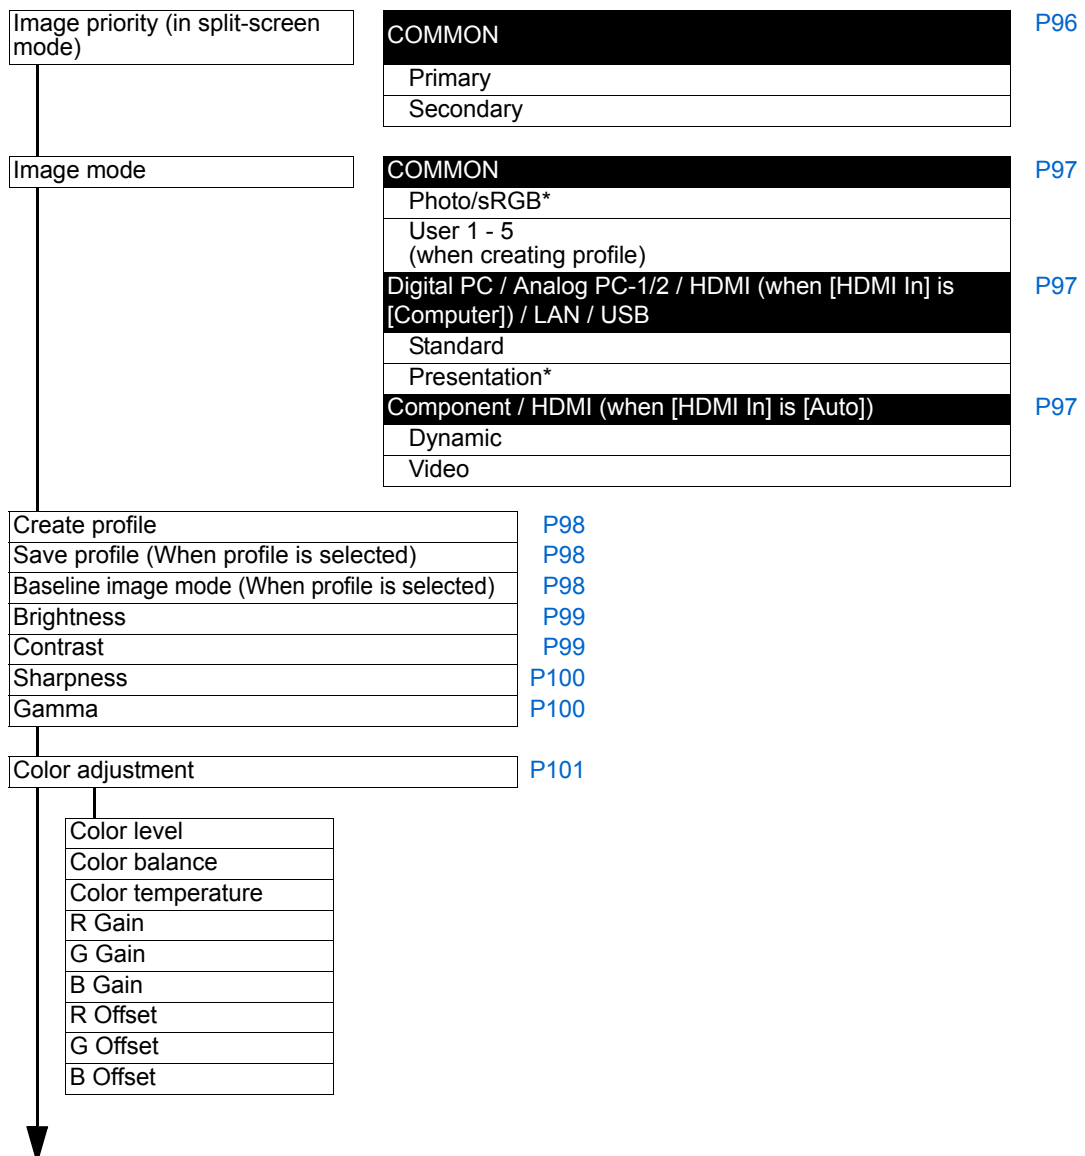 Image priority (in split-screen
mode)
COMMON
P96
Primary
Secondary
Image mode
COMMON
P97
Photo/sRGB*
User 1 - 5
(when creating profile)
Digital PC / Analog PC-1/2 / HDMI (when [HDMI In] is
[Computer]) / LAN / USB
P97
Standard
Presentation*
Component / HDMI (when [HDMI In] is [Auto])
P97
Dynamic
Video
Create profile
P98
Save profile (When profile is selected)
P98
Baseline image mode (When profile is selected)
P98
Brightness
P99
Contrast
P99
Sharpness
P100
Gamma
P100
Color adjustment
P101
Color level
Color balance
Color temperature
R Gain
G Gain
B Gain
R Offset
G Offset
B Offset